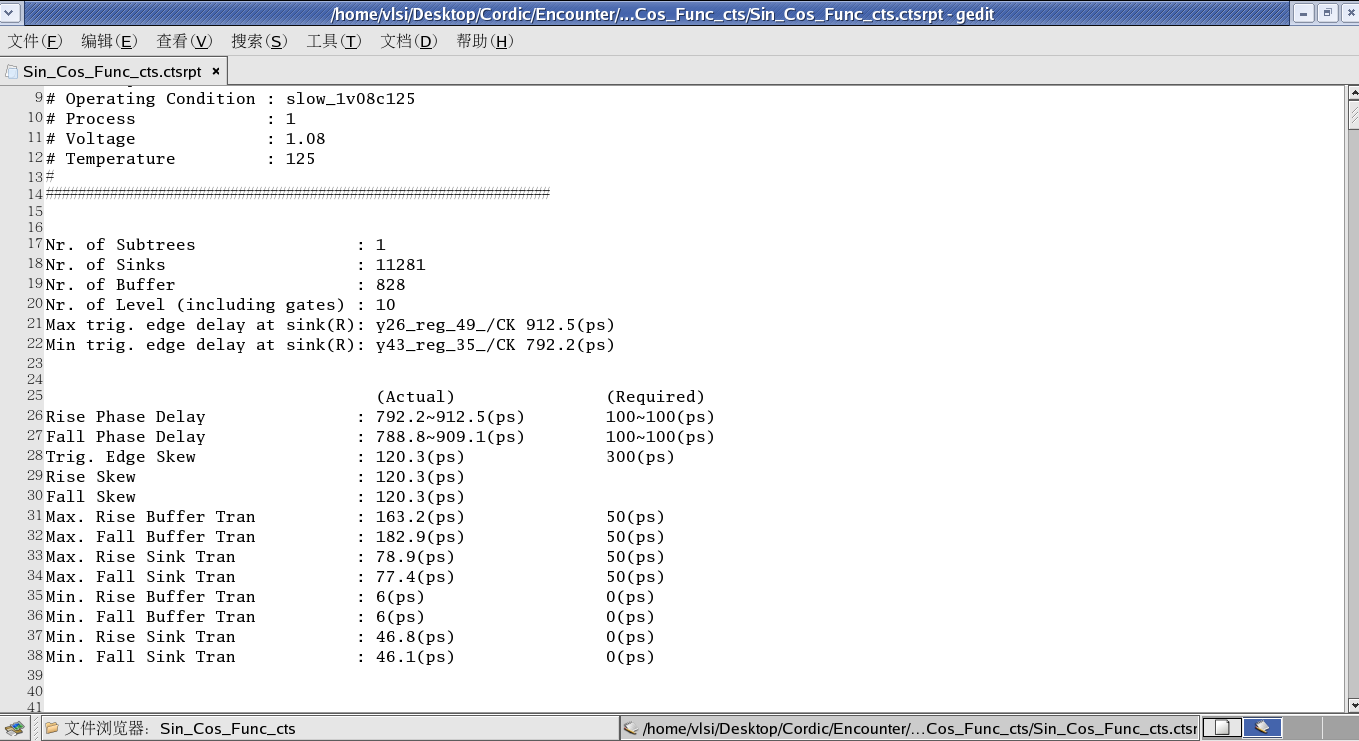 /home/vlsi/Desktop/Cordic/Encounter/...Cos_Func_cts/Sin_Cos_Func_cts.ctsrpt - gedit
文件(F) 编辑(E) 查看(V) 搜索(S) 工具(T) 文档(D) 帮助(H)
Sin_Cos_Func_cts.ctsrpt ×
9 # Operating Condition : slow_1v08c125
10 # Process : 1
11 # Voltage : 1.08
12 # Temperature : 125
13 #
14 ###############################################################
15
16
17 Nr. of Subtrees : 1
18 Nr. of Sinks : 11281
19 Nr. of Buffer : 828
20 Nr. of Level (including gates) : 10
21 Max trig. edge delay at sink(R): y26_reg_49_/CK 912.5(ps)
22 Min trig. edge delay at sink(R): y43_reg_35_/CK 792.2(ps)
23
24
25 (Actual) (Required)
26 Rise Phase Delay : 792.2~912.5(ps) 100~100(ps)
27 Fall Phase Delay : 788.8~909.1(ps) 100~100(ps)
28 Trig. Edge Skew : 120.3(ps) 300(ps)
29 Rise Skew : 120.3(ps)
30 Fall Skew : 120.3(ps)
31 Max. Rise Buffer Tran : 163.2(ps) 50(ps)
32 Max. Fall Buffer Tran : 182.9(ps) 50(ps)
33 Max. Rise Sink Tran : 78.9(ps) 50(ps)
34 Max. Fall Sink Tran : 77.4(ps) 50(ps)
35 Min. Rise Buffer Tran : 6(ps) 0(ps)
36 Min. Fall Buffer Tran : 6(ps) 0(ps)
37 Min. Rise Sink Tran : 46.8(ps) 0(ps)
38 Min. Fall Sink Tran : 46.1(ps) 0(ps)
39
40
41
文件浏览器： Sin_Cos_Func_cts /home/vlsi/Desktop/Cordic/Encounter/...Cos_Func_cts/Sin_Cos_Func_cts.ctsr